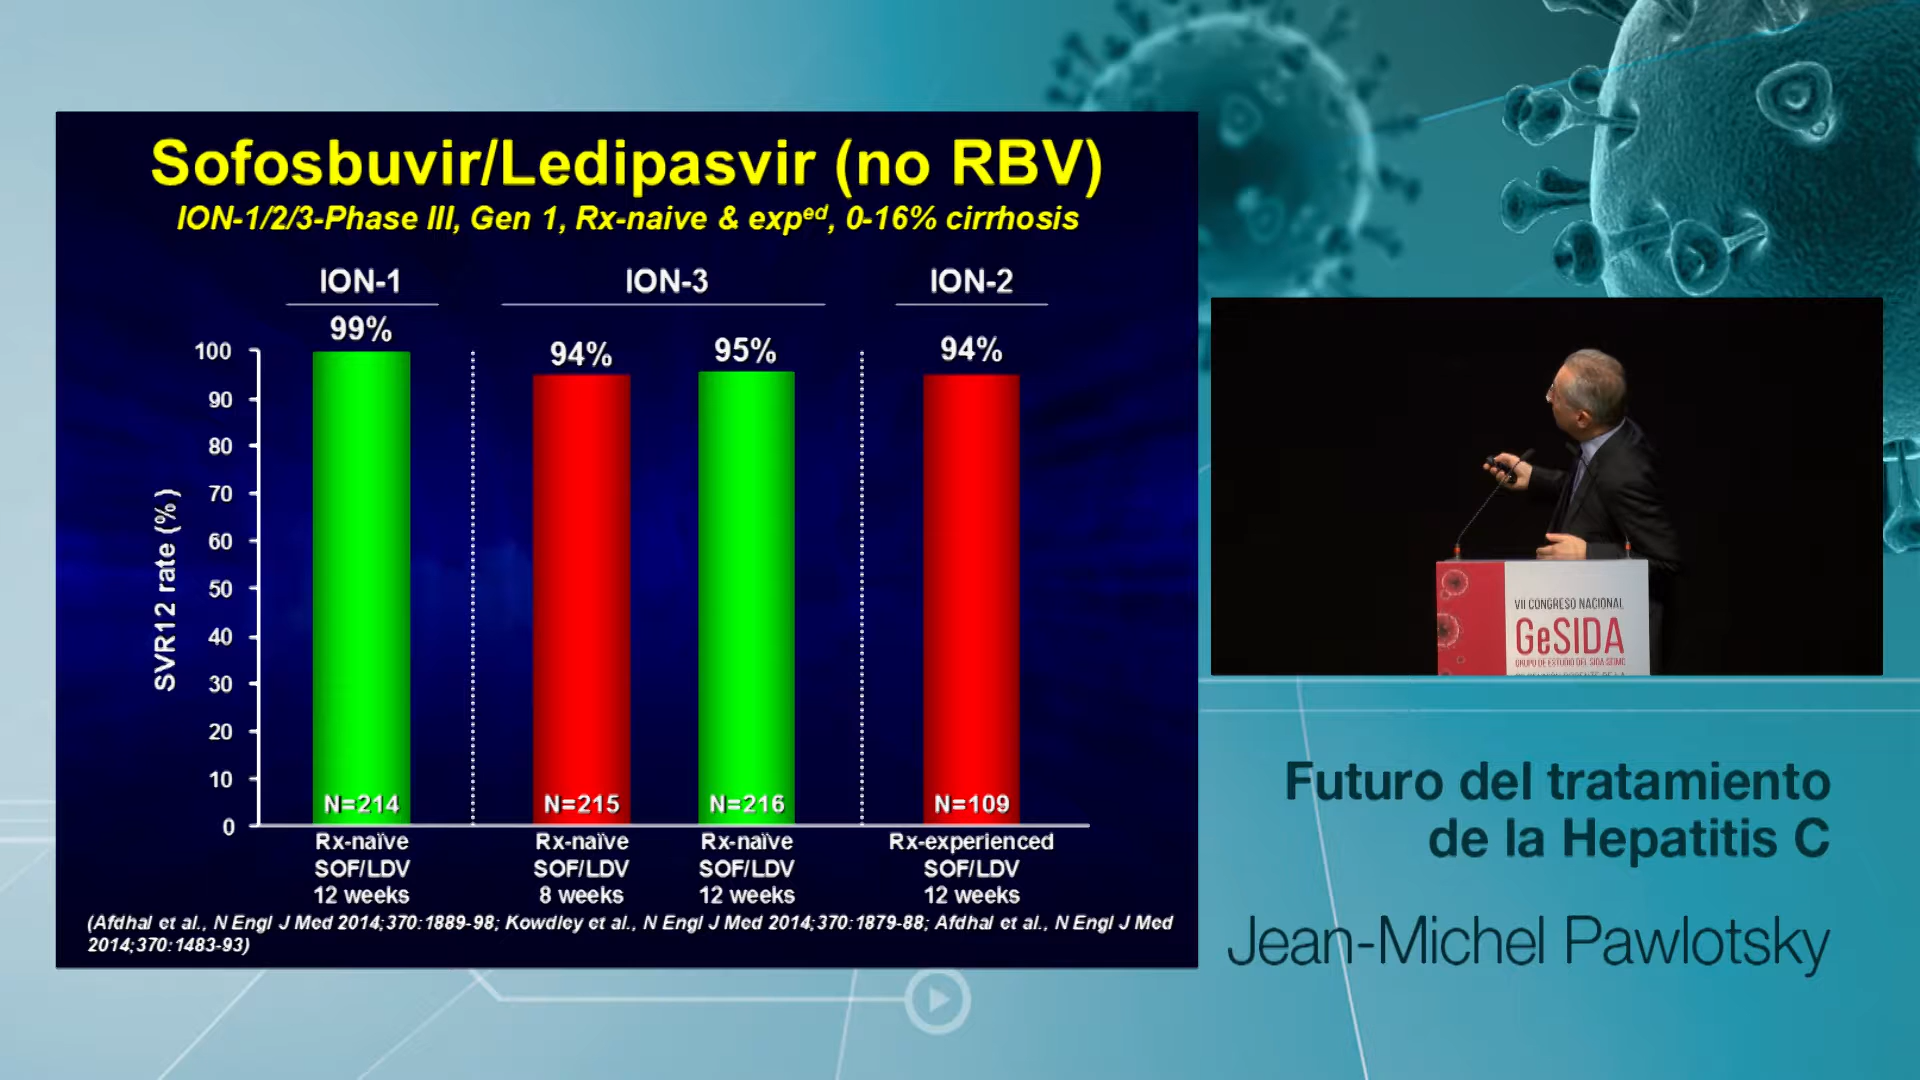 Sofosbuvir/Ledipasvir (no RBV)
ION-1/2/3-Phase III, Gen 1, Rx-naive & exped, 0-16% cirrhosis
ION-1
ION-3
ION-2
99%
94%
95%
94%
SVR12 rate (%)
100
90
80
70
60
50
40
30
20
10
0
N=214
N=215
N=216
N=109
Rx-naïve
SOF/LDV
12 weeks
Rx-naïve
SOF/LDV
8 weeks
Rx-naïve
SOF/LDV
12 weeks
Rx-experienced
SOF/LDV
12 weeks
(Afdhal et al., N Engl J Med 2014;370:1889-98; Kowdley et al., N Engl J Med 2014;370:1879-88; Afdhal et al., N Engl J Med
2014;370:1483-93)
VII CONGRESO NACIONAL
GeSIDA
GRUPO DE ESTUDIO DEL SIDA SEIMC
Futuro del tratamiento
de la Hepatitis C
Jean-Michel Pawlotsky